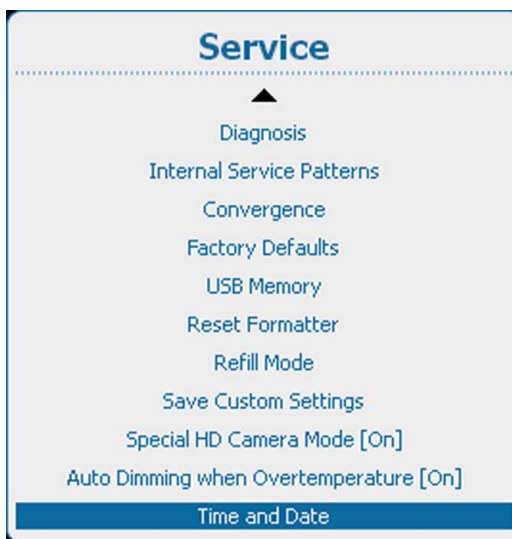 Service
Diagnosis
Internal Service Patterns
Convergence
Factory Defaults
USB Memory
Reset Formatter
Refill Mode
Save Custom Settings
Special HD Camera Mode [On]
Auto Dimming when Overtemperature [On]
Time and Date